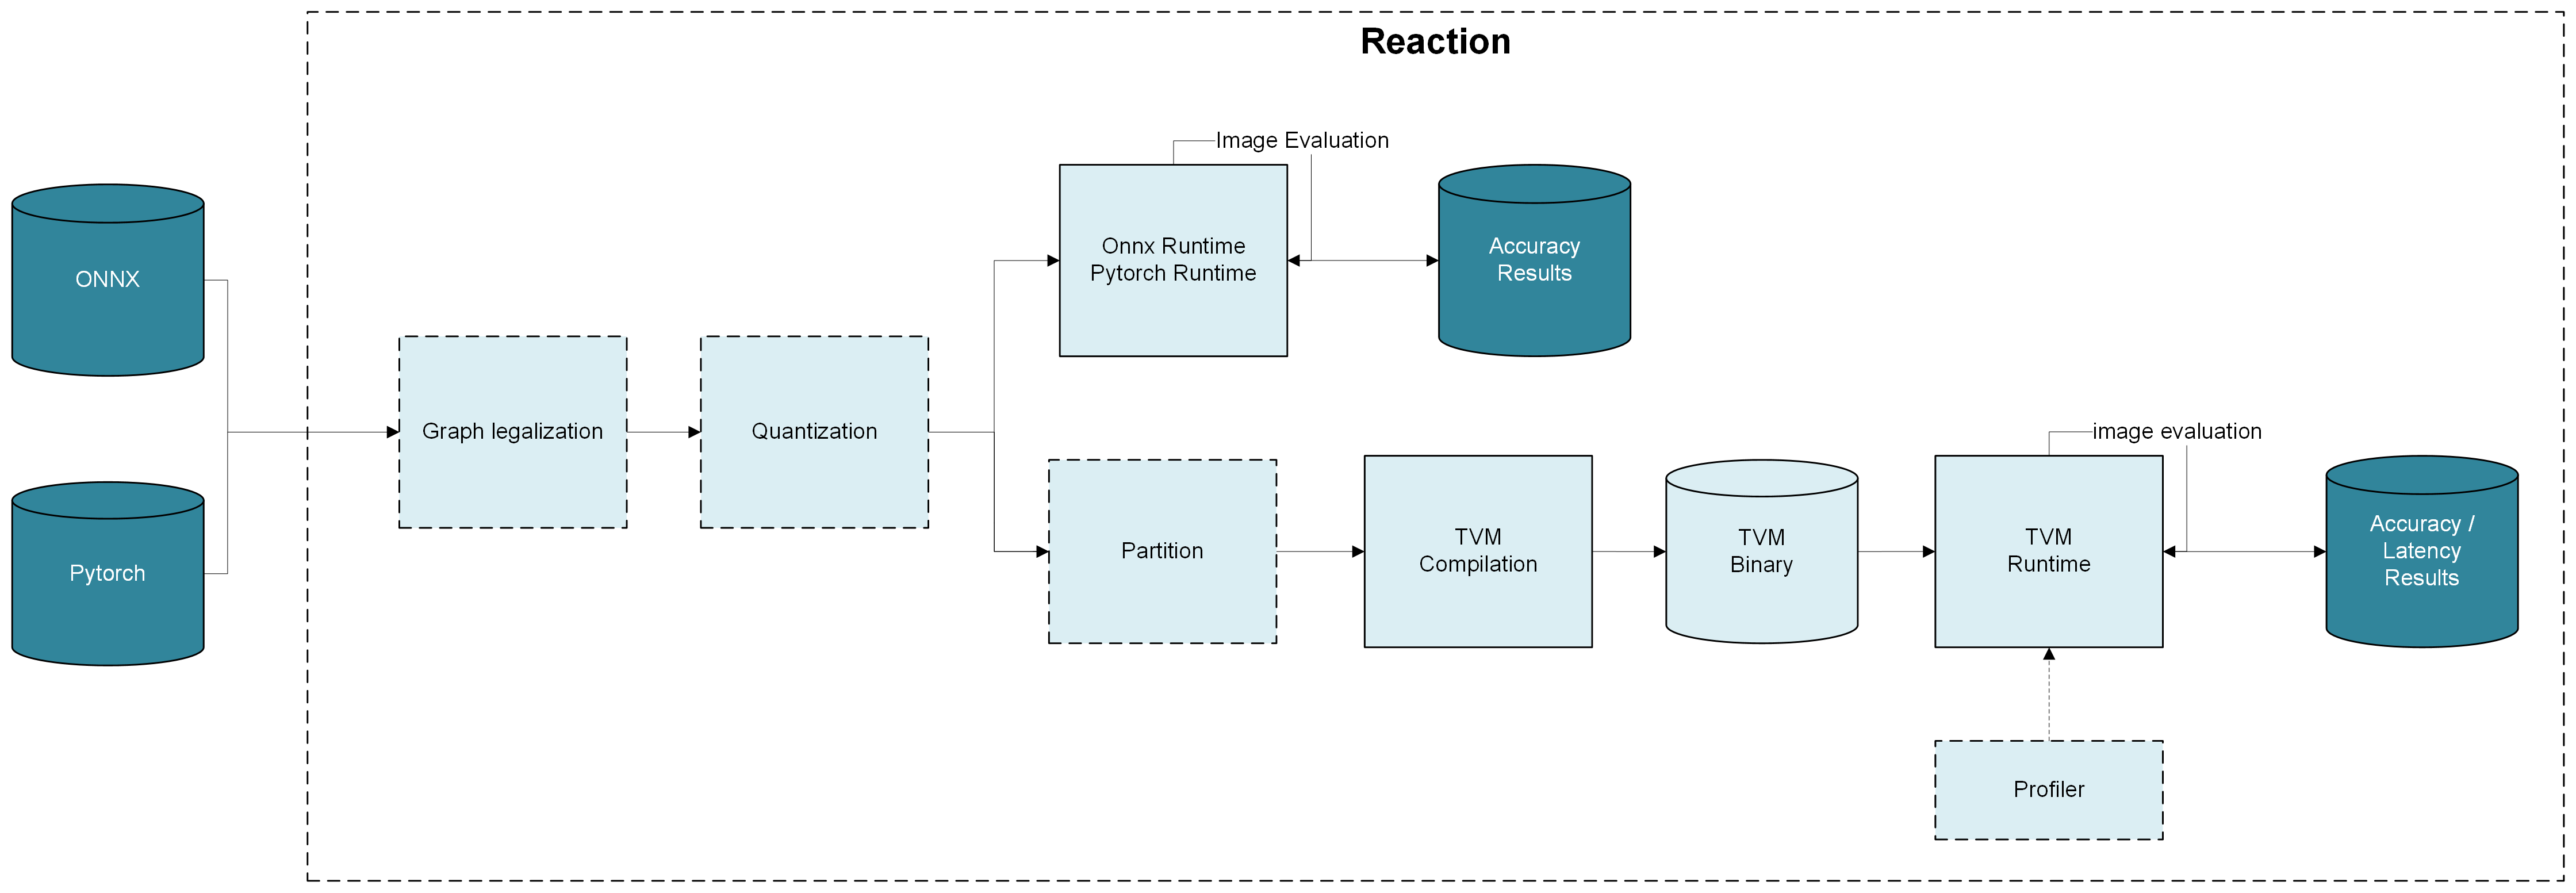 Reaction
Image Evaluation
ONNX
Onnx Runtime
Pytorch Runtime
Accuracy
Results
Graph legalization
Quantization
image evaluation
Pytorch
Partition
TVM
Compilation
TVM
Binary
TVM
Runtime
Accuracy /
Latency
Results
Profiler